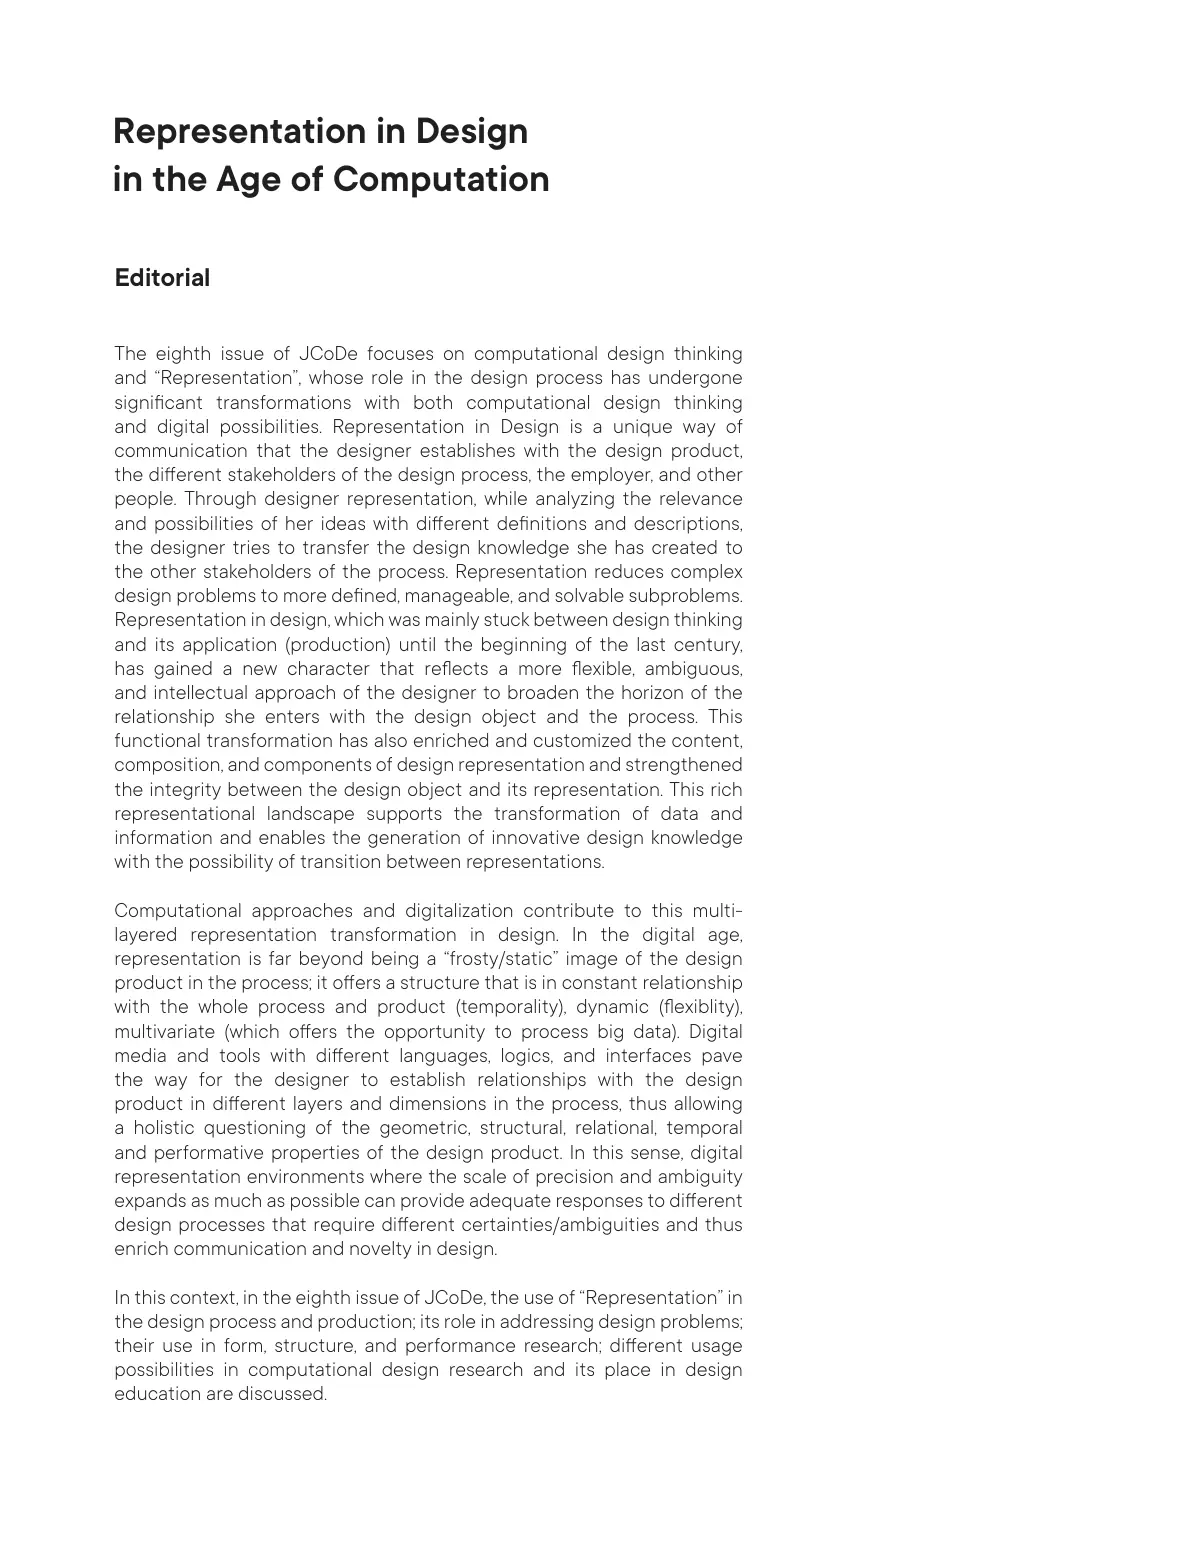 Representation in Design
in the Age of Computation
Editorial
The eighth issue of JCoDe focuses on computational design thinking
and “Representation”, whose role in the design process has undergone
significant transformations with both computational design thinking
and digital possibilities. Representation in Design is a unique way of
communication that the designer establishes with the design product,
the different stakeholders of the design process, the employer, and other
people. Through designer representation, while analyzing the relevance
and possibilities of her ideas with different definitions and descriptions,
the designer tries to transfer the design knowledge she has created to
the other stakeholders of the process. Representation reduces complex
design problems to more defined, manageable, and solvable subproblems.
Representation in design, which was mainly stuck between design thinking
and its application (production) until the beginning of the last century,
has gained a new character that reflects a more flexible, ambiguous,
and intellectual approach of the designer to broaden the horizon of the
relationship she enters with the design object and the process. This
functional transformation has also enriched and customized the content,
composition, and components of design representation and strengthened
the integrity between the design object and its representation. This rich
representational landscape supports the transformation of data and
information and enables the generation of innovative design knowledge
with the possibility of transition between representations.
Computational approaches and digitalization contribute to this multi-
layered representation transformation in design. In the digital age,
representation is far beyond being a “frosty/static” image of the design
product in the process; it offers a structure that is in constant relationship
with the whole process and product (temporality), dynamic (flexiblity),
multivariate (which offers the opportunity to process big data). Digital
media and tools with different languages, logics, and interfaces pave
the way for the designer to establish relationships with the design
product in different layers and dimensions in the process, thus allowing
a holistic questioning of the geometric, structural, relational, temporal
and performative properties of the design product. In this sense, digital
representation environments where the scale of precision and ambiguity
expands as much as possible can provide adequate responses to different
design processes that require different certainties/ambiguities and thus
enrich communication and novelty in design.
In this context, in the eighth issue of JCoDe, the use of “Representation” in
the design process and production; its role in addressing design problems;
their use in form, structure, and performance research; different usage
possibilities in computational design research and its place in design
education are discussed.